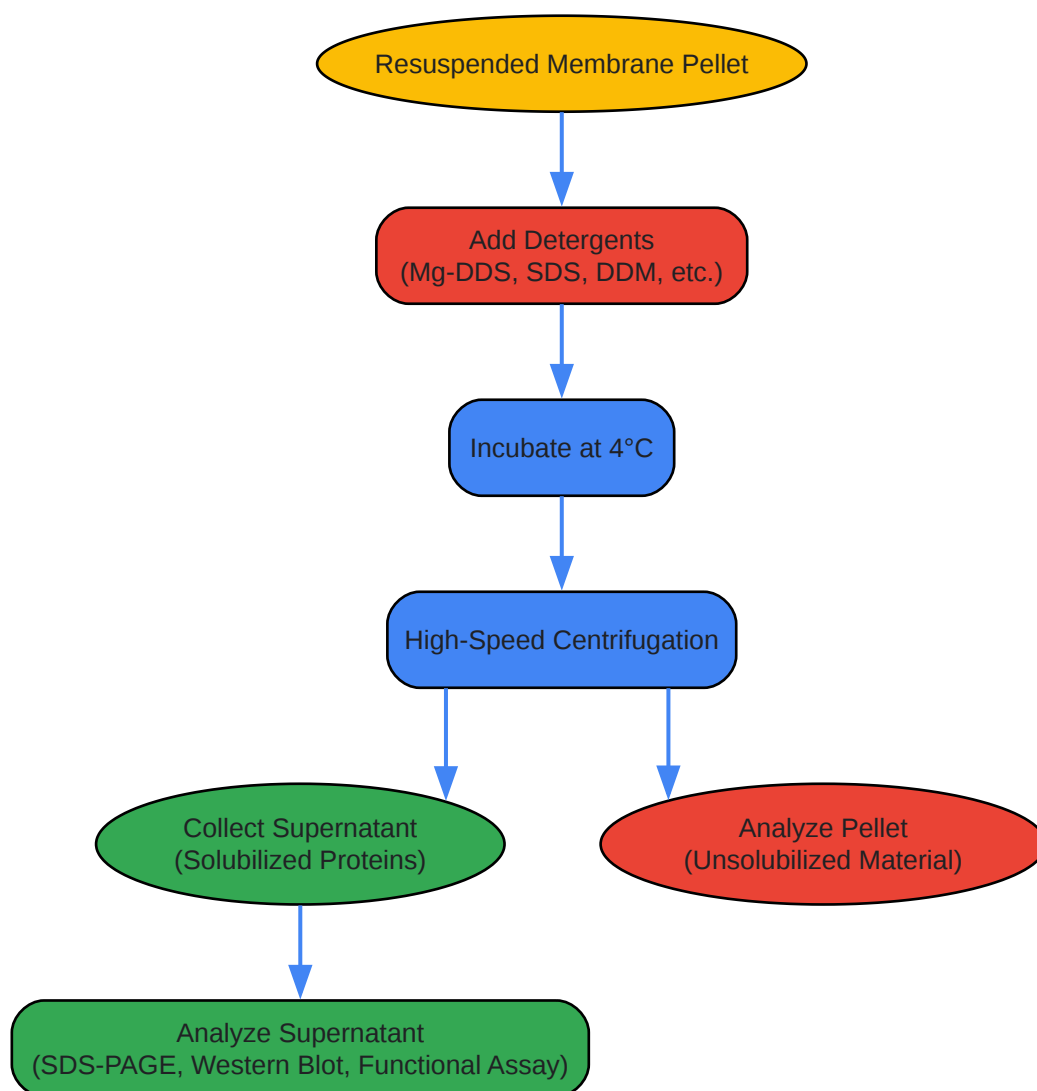 Resuspended Membrane Pellet
Add Detergents
(Mg-DDS, SDS, DDM, etc.)
Incubate at 4°C
High-Speed Centrifugation
Collect Supernatant
(Solubilized Proteins)
Analyze Pellet
(Unsolubilized Material)
Analyze Supernatant
(SDS-PAGE, Western Blot, Functional Assay)